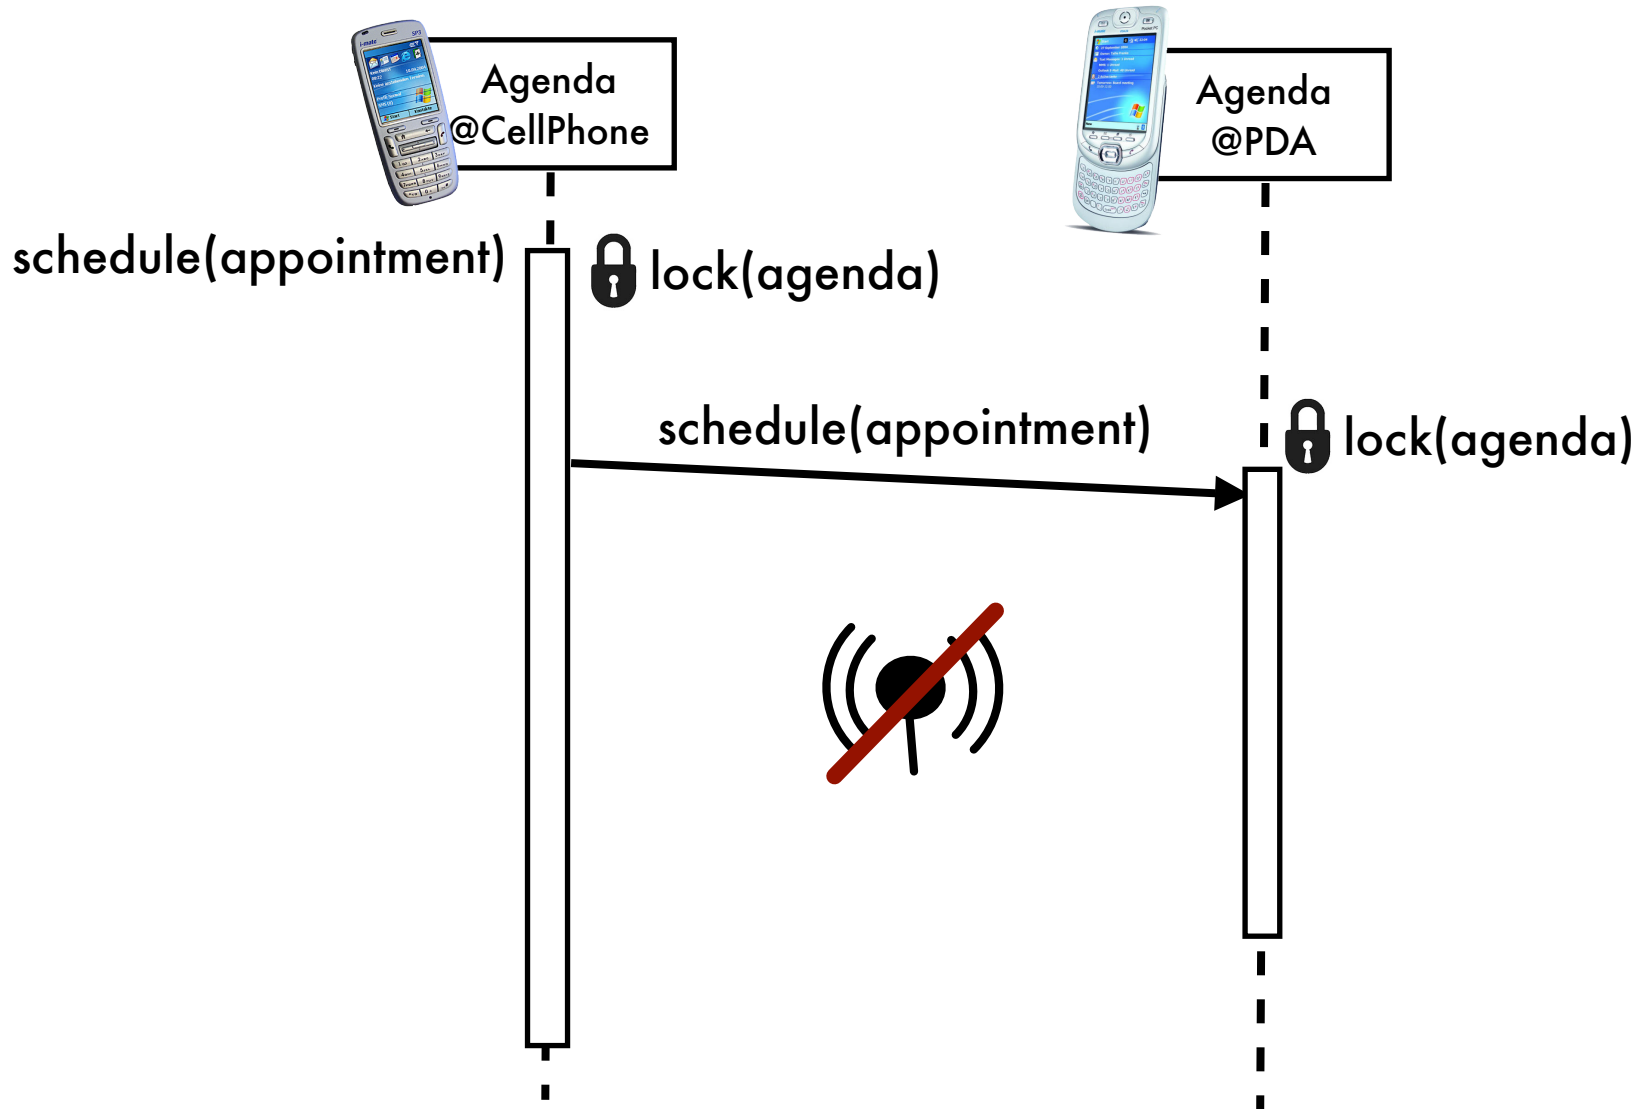 Agenda
@CellPhone
Agenda
@PDA
schedule(appointment)
lock(agenda)
schedule(appointment)
lock(agenda)